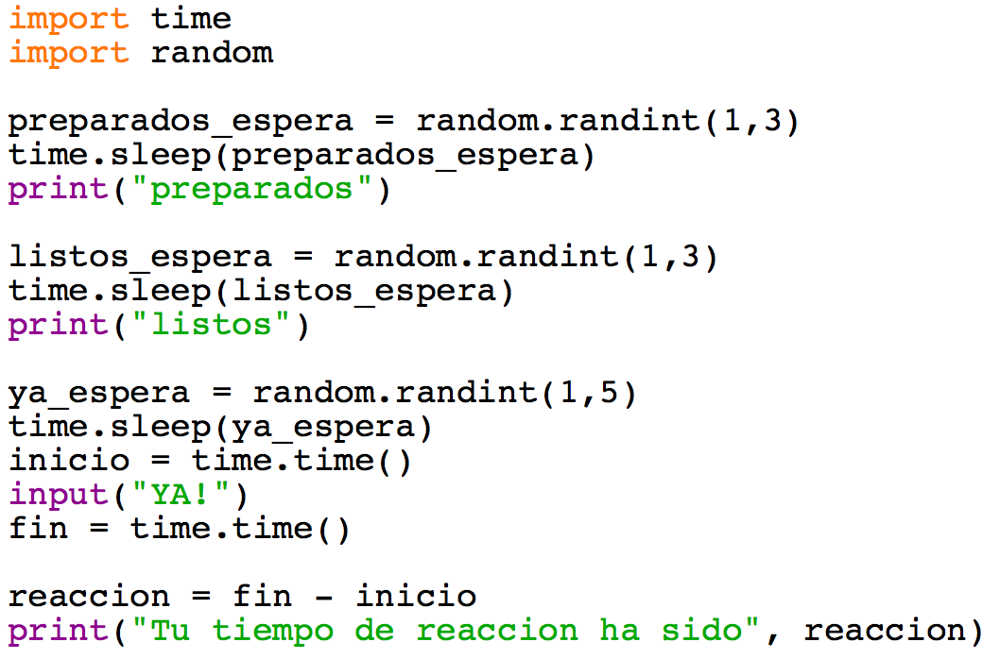 import time
import random
preparados_espera = random.randint(1,3)
time.sleep(preparados_espera)
print("preparados")
listos_espera = random.randint(1,3)
time.sleep(listos_espera)
print("listos")
ya_espera = random.randint(1,5)
time.sleep(ya_espera)
inicio = time.time()
input("YA!")
fin = time.time()
reaccion = fin - inicio
print("Tu tiempo de reaccion ha sido", reaccion)